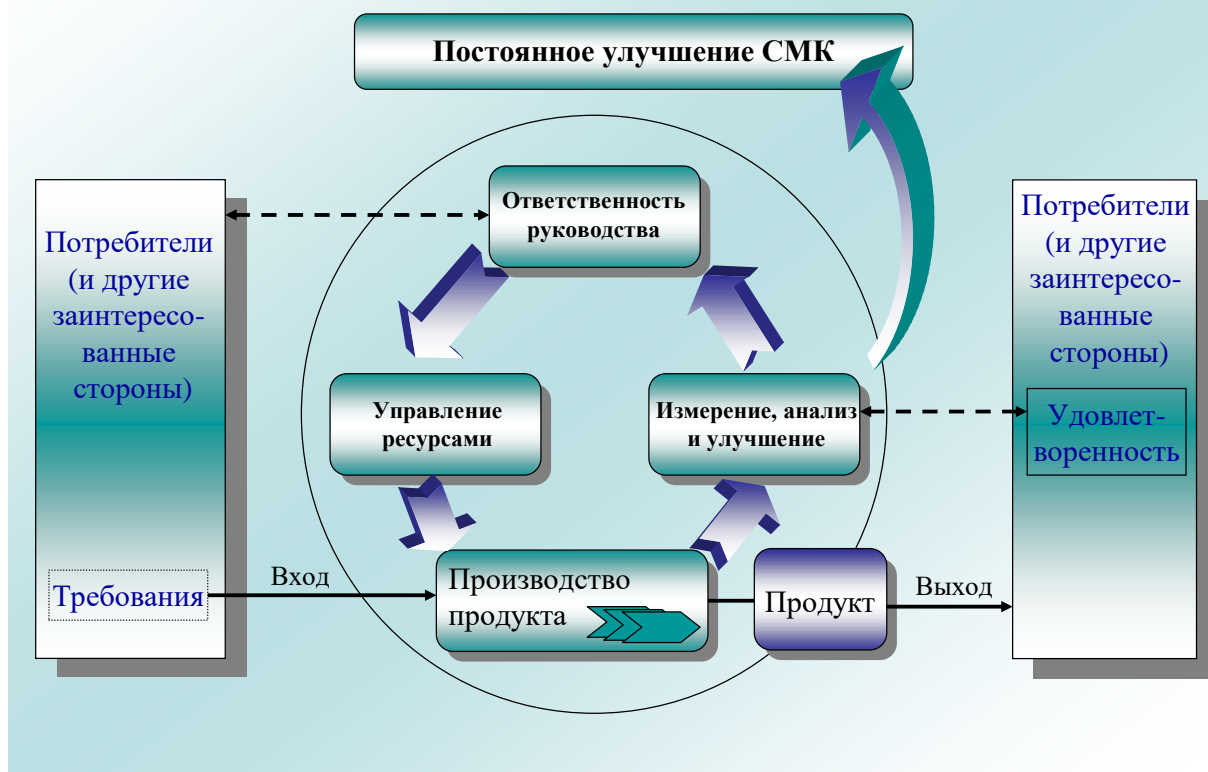 Постоянное улучшение СМК
Ответственность
руководства
Потребители
(и другие
заинтересо-
ванные
стороны)
Требования
Вход
Управление
ресурсами
Измерение, анализ
и улучшение
Производство
продукта
Продукт
Выход
Потребители
(и другие
заинтересо-
ванные
стороны)
Удовлет-
воренность